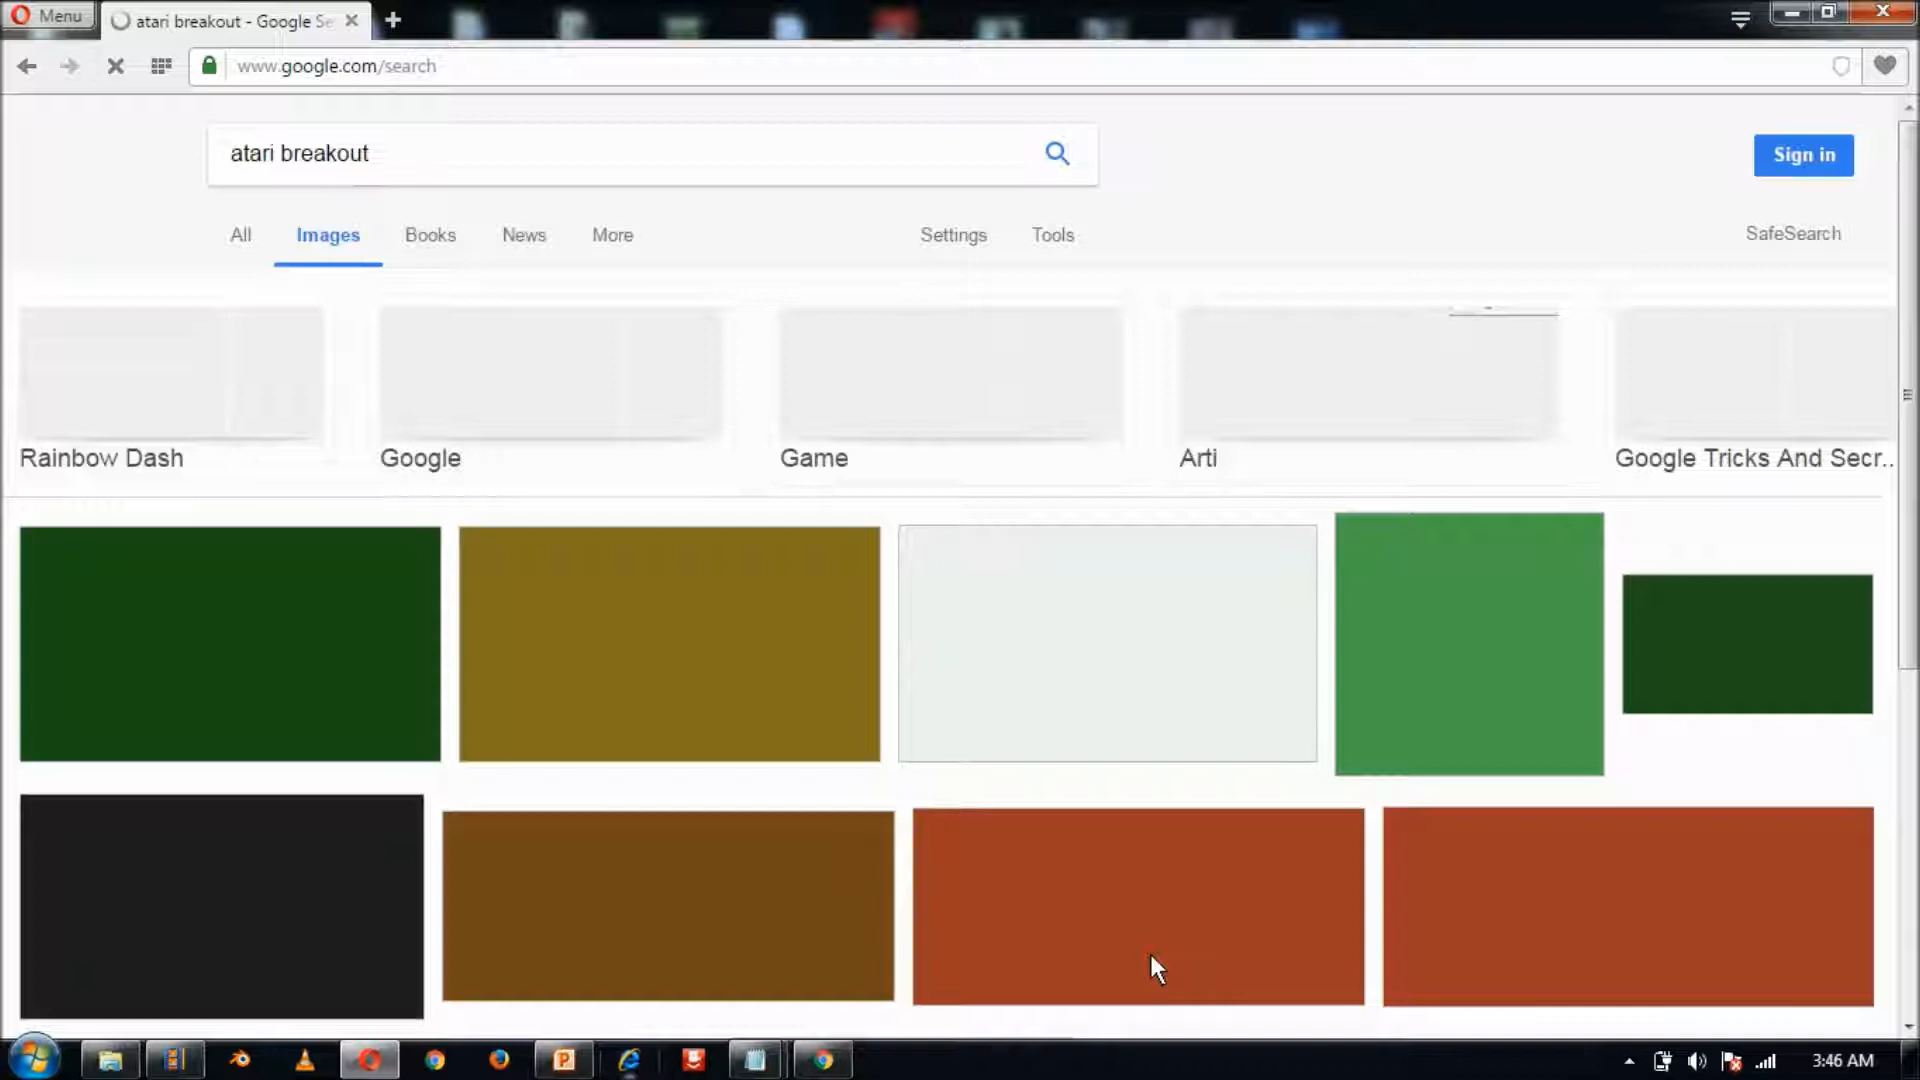 Menu
atari breakout - Google Se
www.google.com/search
atari breakout
Sign in
All Images Books News More Settings Tools
SafeSearch
Rainbow Dash Google Game Arti Google Tricks And Secr..
3:46 AM